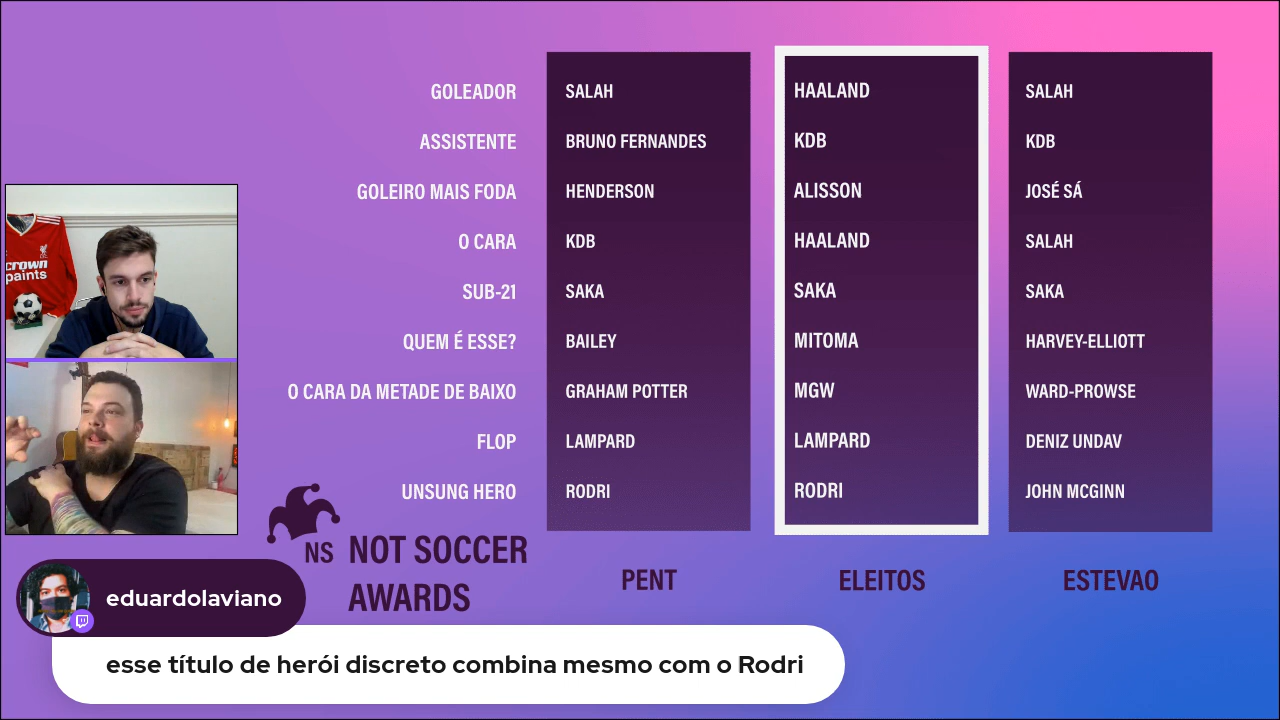 GOLEADOR SALAH HAALAND SALAH
ASSISTENTE BRUNO FERNANDES KDB KDB
GOLEIRO MAIS FODA HENDERSON ALISSON JOSÉ SÁ
O CARA KDB HAALAND SALAH
SUB-21 SAKA SAKA SAKA
QUEM É ESSE? BAILEY MITOMA HARVEY-ELLIOTT
O CARA DA METADE DE BAIXO GRAHAM POTTER MGW WARD-PROWSE
FLOP LAMPARD LAMPARD DENIZ UNDAV
UNSUNG HERO RODRI RODRI JOHN MCGINN
crown
paints
NS NOT SOCCER
AWARDS
PENT ELEITOS ESTEVAO
eduardolaviano
esse título de herói discreto combina mesmo com o Rodri